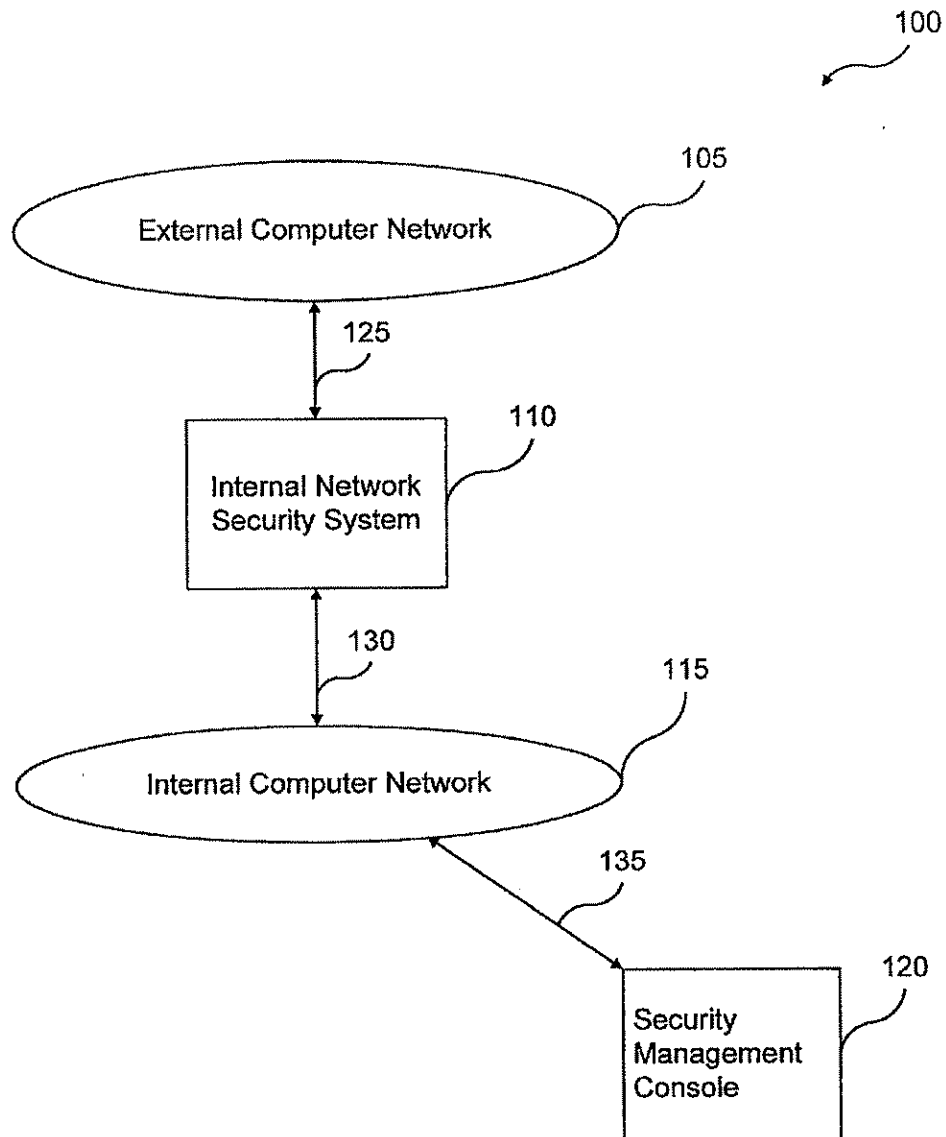 100
105
External Computer Network
125
110
Internal Network
Security System
130
115
Internal Computer Network
135
120
Security
Management
Console